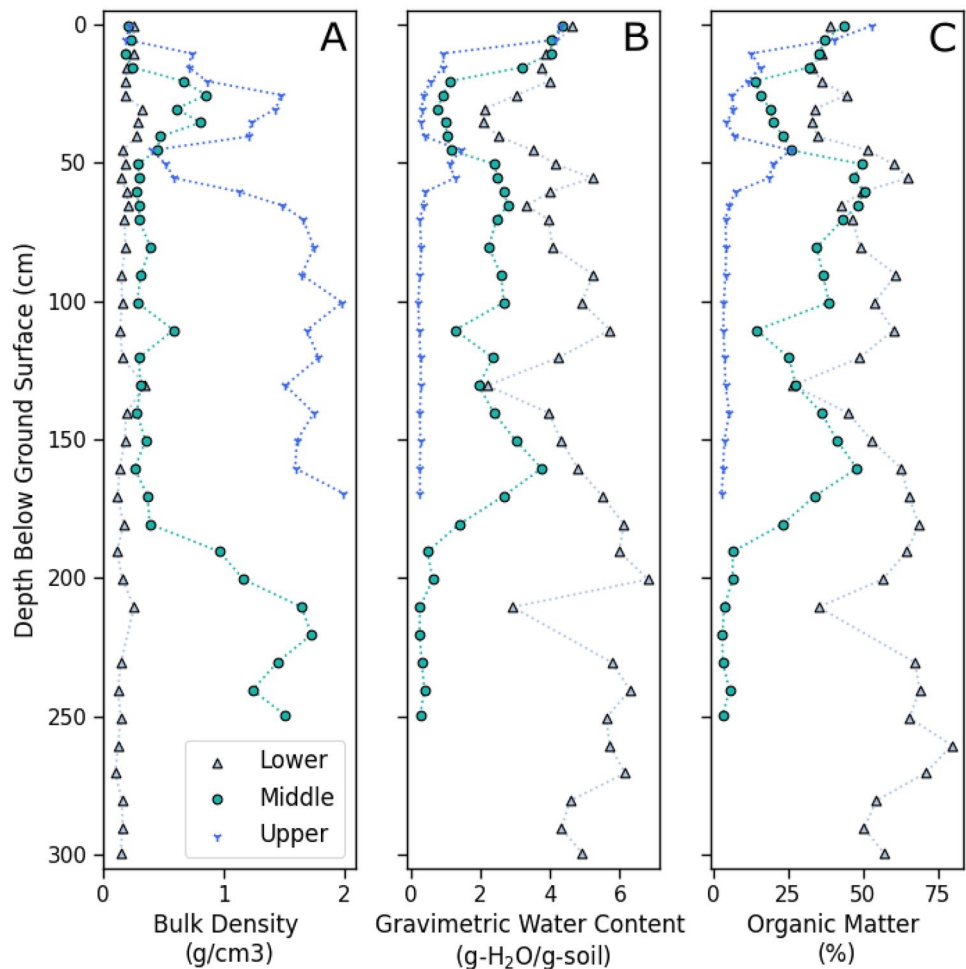 A
B
C
0
50
100
150
200
250
300
Depth Below Ground Surface (cm)
Lower
Middle
Upper
0 1 2
Bulk Density
(g/cm3)
0 2 4 6
Gravimetric Water Content
(g-H₂O/g-soil)
0 25 50 75
Organic Matter
(%)